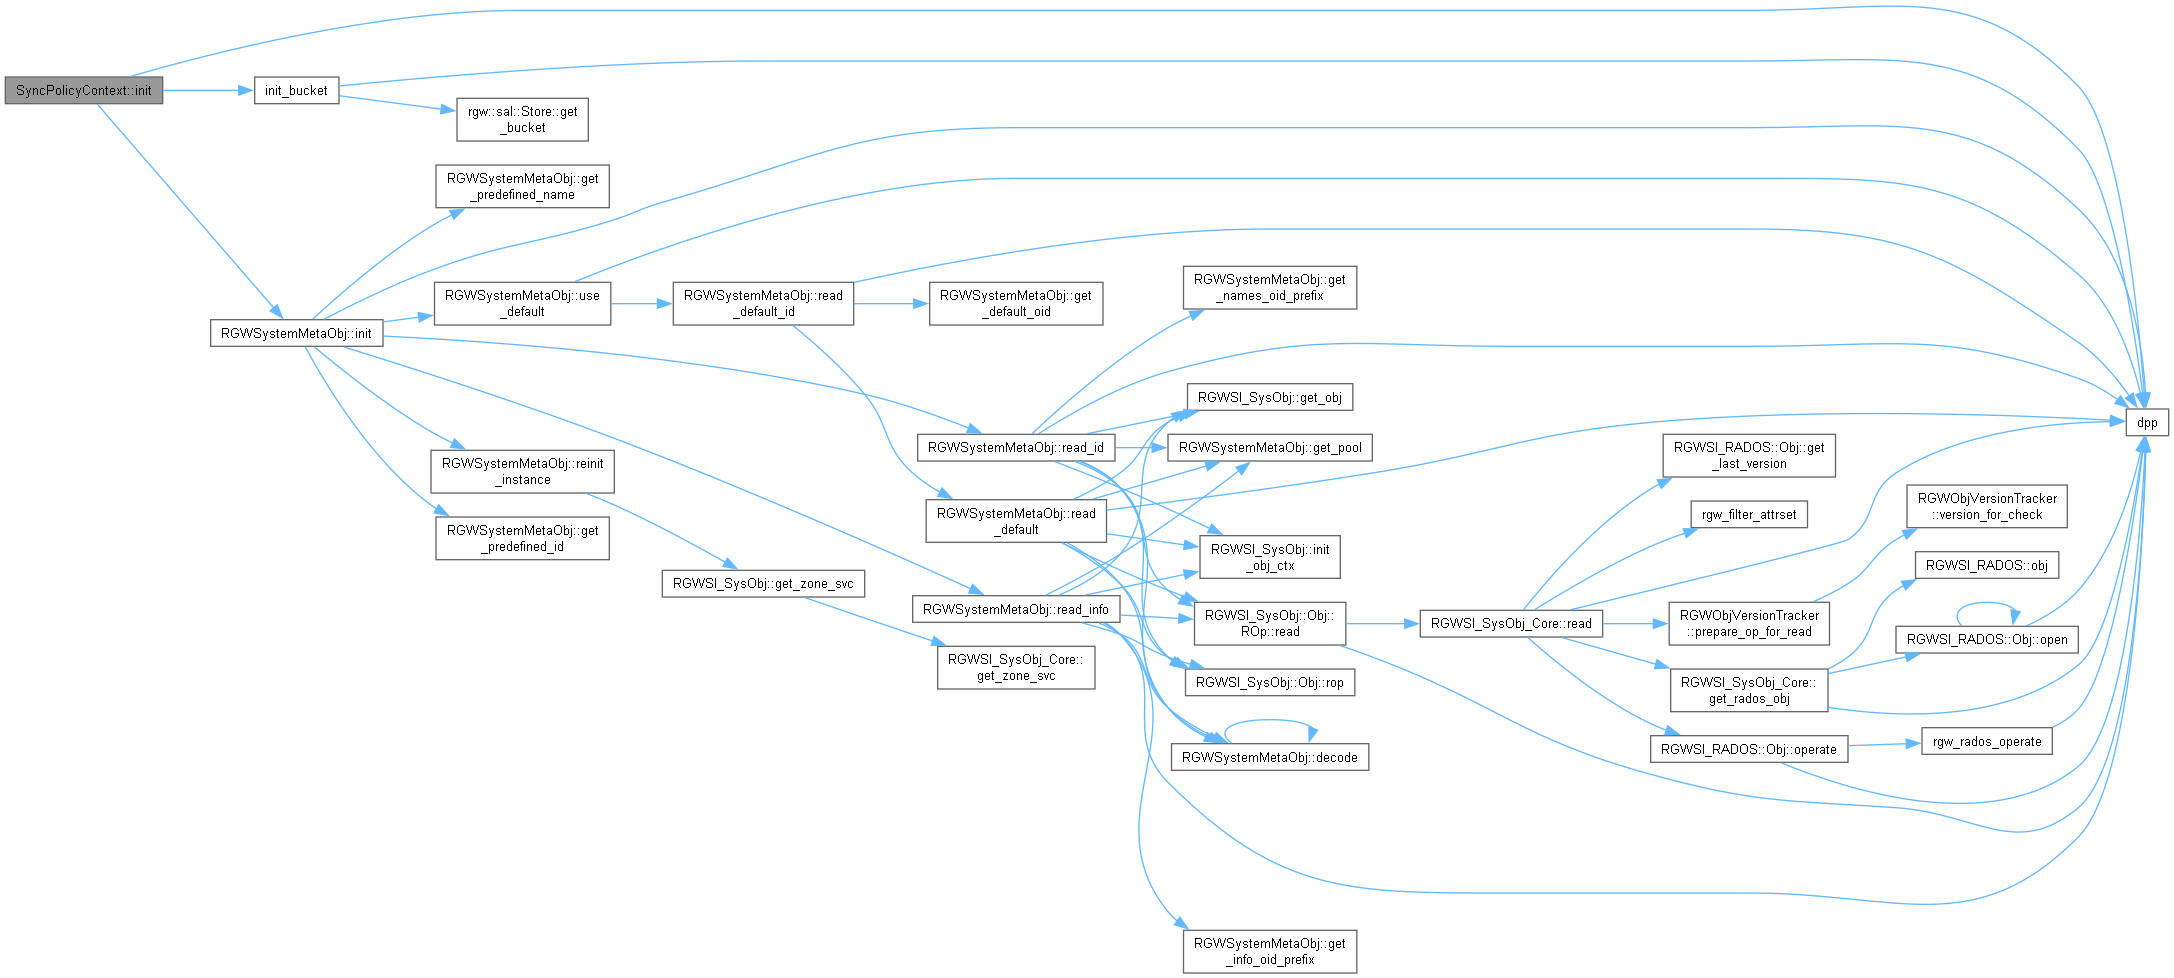 SyncPolicyContext::init
init_bucket
rgw::sal::Store::get
_bucket
RGWSystemMetaObj::init
RGWSystemMetaObj::get
_predefined_name
RGWSystemMetaObj::use
_default
RGWSystemMetaObj::reinit
_instance
RGWSystemMetaObj::get
_predefined_id
RGWSystemMetaObj::read
_default_id
RGWSI_SysObj::get_zone_svc
RGWSystemMetaObj::get
_default_oid
RGWSystemMetaObj::read_id
RGWSystemMetaObj::read
_default
RGWSystemMetaObj::read_info
RGWSI_SysObj_Core::
get_zone_svc
RGWSystemMetaObj::get
_names_oid_prefix
RGWSI_SysObj::get_obj
RGWSystemMetaObj::get_pool
RGWSI_SysObj::init
_obj_ctx
RGWSI_SysObj::Obj::
ROp::read
RGWSI_SysObj::Obj::rop
RGWSystemMetaObj::decode
RGWSystemMetaObj::get
_info_oid_prefix
RGWSI_SysObj_Core::read
RGWSI_RADOS::Obj::get
_last_version
rgw_filter_attrset
RGWObjVersionTracker
::prepare_op_for_read
RGWSI_SysObj_Core::
get_rados_obj
RGWSI_RADOS::Obj::operate
RGWObjVersionTracker
::version_for_check
RGWSI_RADOS::obj
RGWSI_RADOS::Obj::open
rgw_rados_operate
dpp